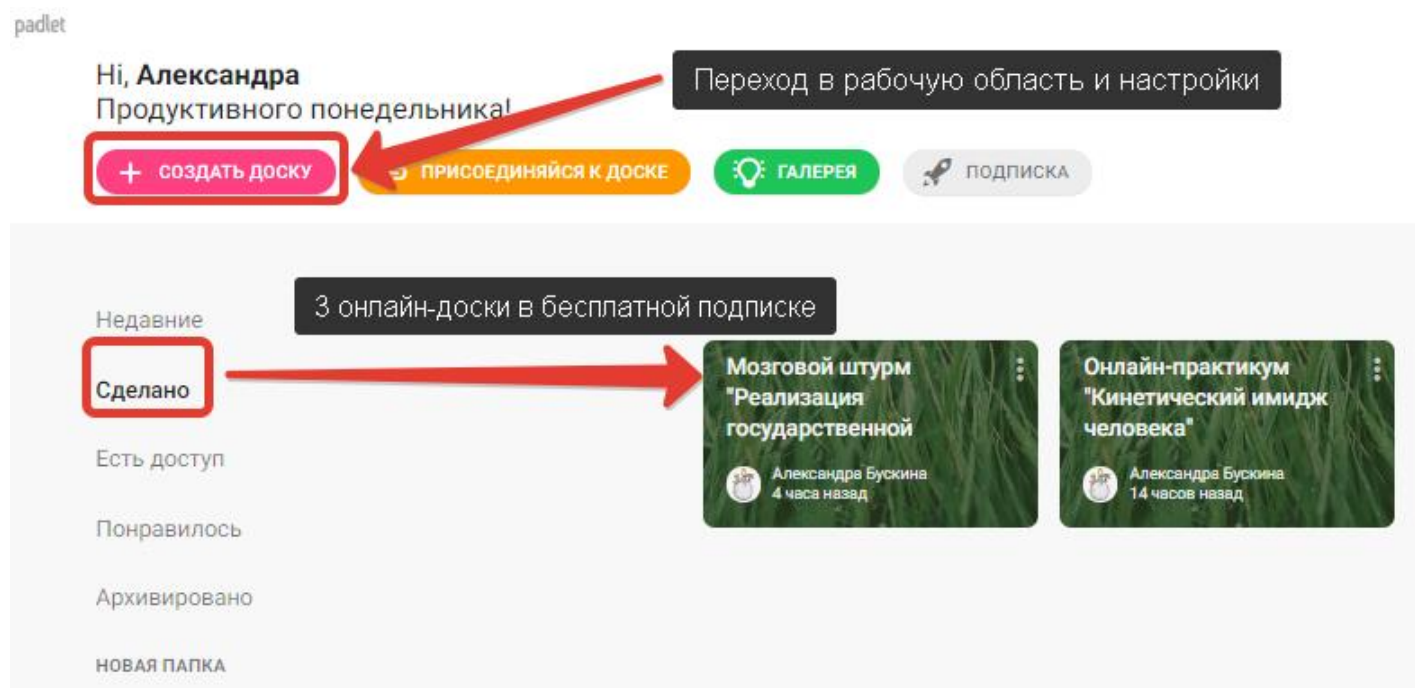 padlet
Hi, Александра
Продуктивного понедельника!
Переход в рабочую область и настройки
+ СОЗДАТЬ ДОСКУ
ПРИСОЕДИНЯЙСЯ К ДОСКЕ
ГАЛЕРЕЯ
ПОДПИСКА
Недавние
3 онлайн-доски в бесплатной подписке
Сделано
Мозговой штурм
"Реализация
государственной
Александра Бускина
4 часа назад
Онлайн-практикум
"Кинетический имидж
человека"
Александра Бускина
14 часов назад
Есть доступ
Понравилось
Архивировано
НОВАЯ ПАПКА